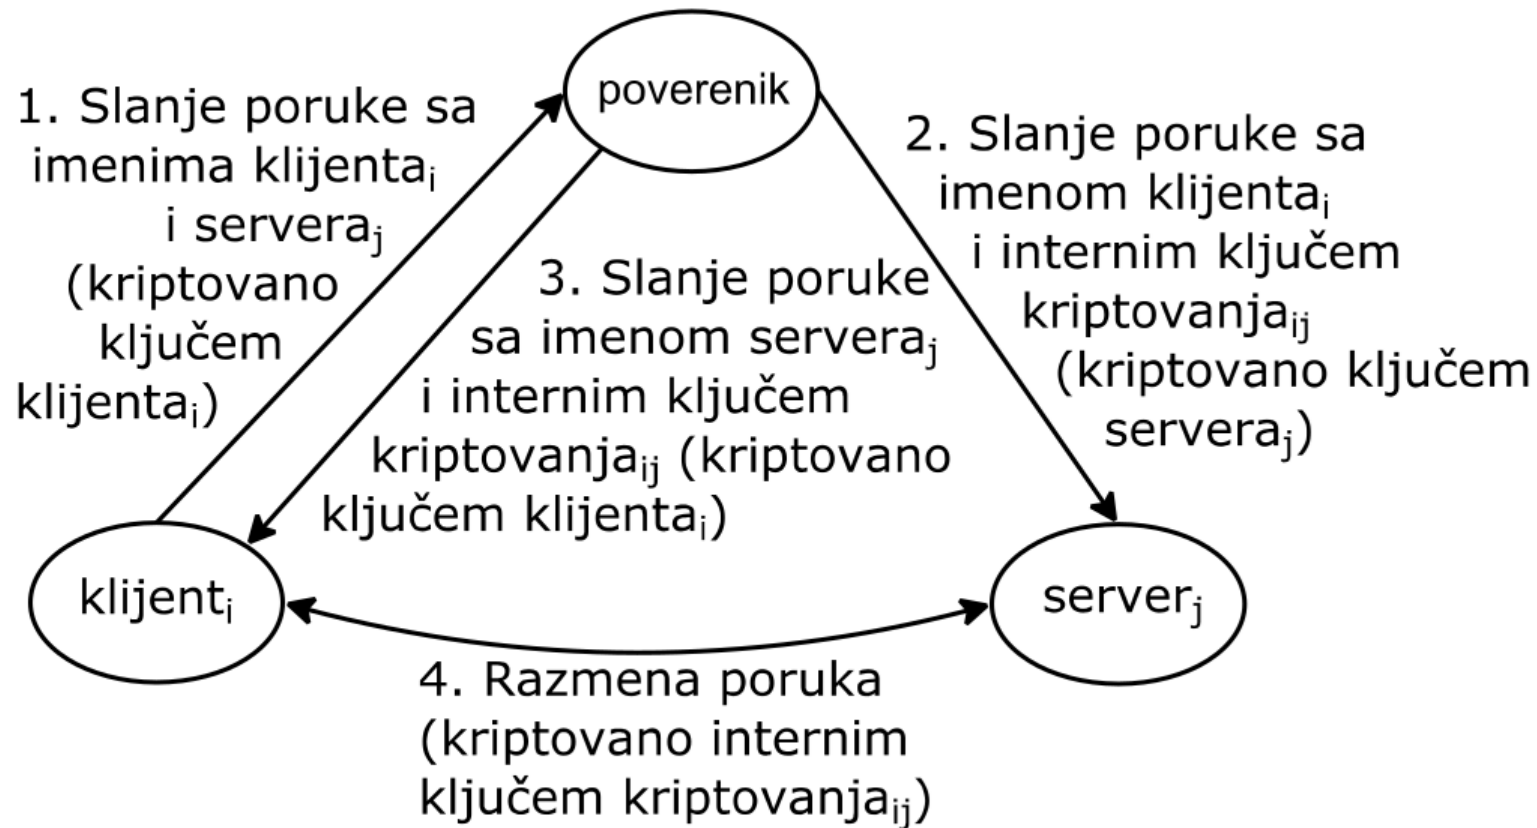 poverenik
1. Slanje poruke sa
imenima klijentaᵢ
i serveraⱼ
(kriptovano
ključem
klijentaᵢ)
2. Slanje poruke sa
imenom klijentaᵢ
i internim ključem
kriptovanjaᵢⱼ
(kriptovano ključem
serveraⱼ)
3. Slanje poruke
sa imenom serveraⱼ
i internim ključem
kriptovanjaᵢⱼ (kriptovano
ključem klijentaᵢ)
klijentᵢ
serverⱼ
4. Razmena poruka
(kriptovano internim
ključem kriptovanjaᵢⱼ)